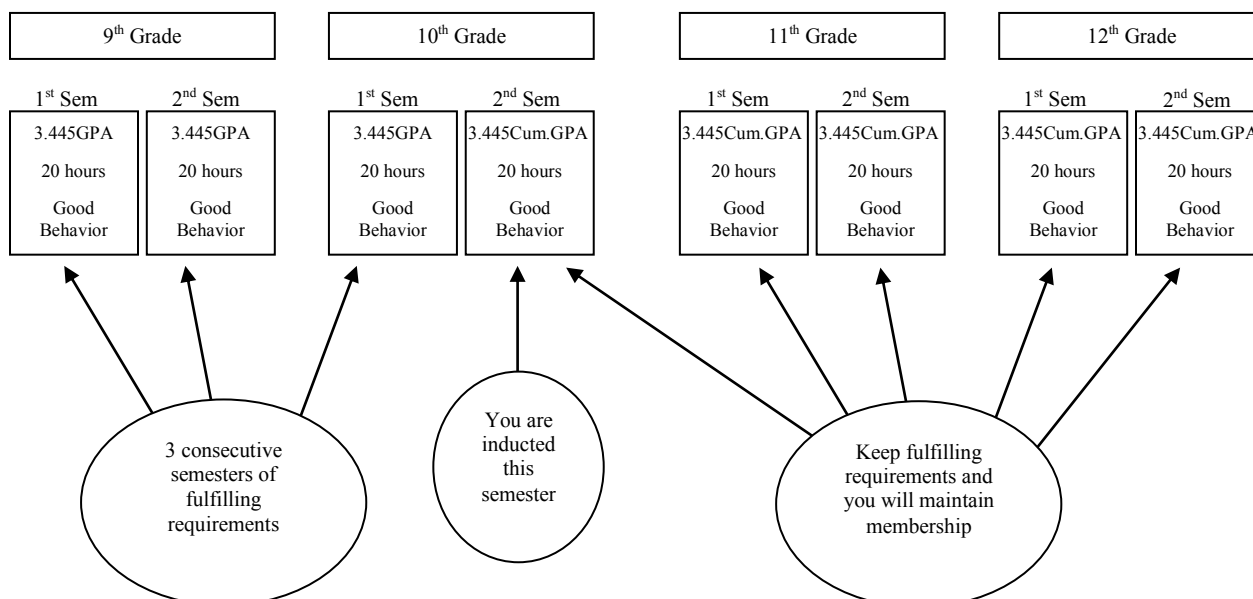 9th Grade
10th Grade
11th Grade
12th Grade
1st Sem
2nd Sem
1st Sem
2nd Sem
1st Sem
2nd Sem
1st Sem
2nd Sem
3.445GPA
20 hours
Good
Behavior
3.445GPA
20 hours
Good
Behavior
3.445GPA
20 hours
Good
Behavior
3.445Cum.GPA
20 hours
Good
Behavior
3.445Cum.GPA
20 hours
Good
Behavior
3.445Cum.GPA
20 hours
Good
Behavior
3.445Cum.GPA
20 hours
Good
Behavior
3.445Cum.GPA
20 hours
Good
Behavior
3 consecutive
semesters of
fulfilling
requirements
You are
inducted
this
semester
Keep fulfilling
requirements and
you will maintain
membership